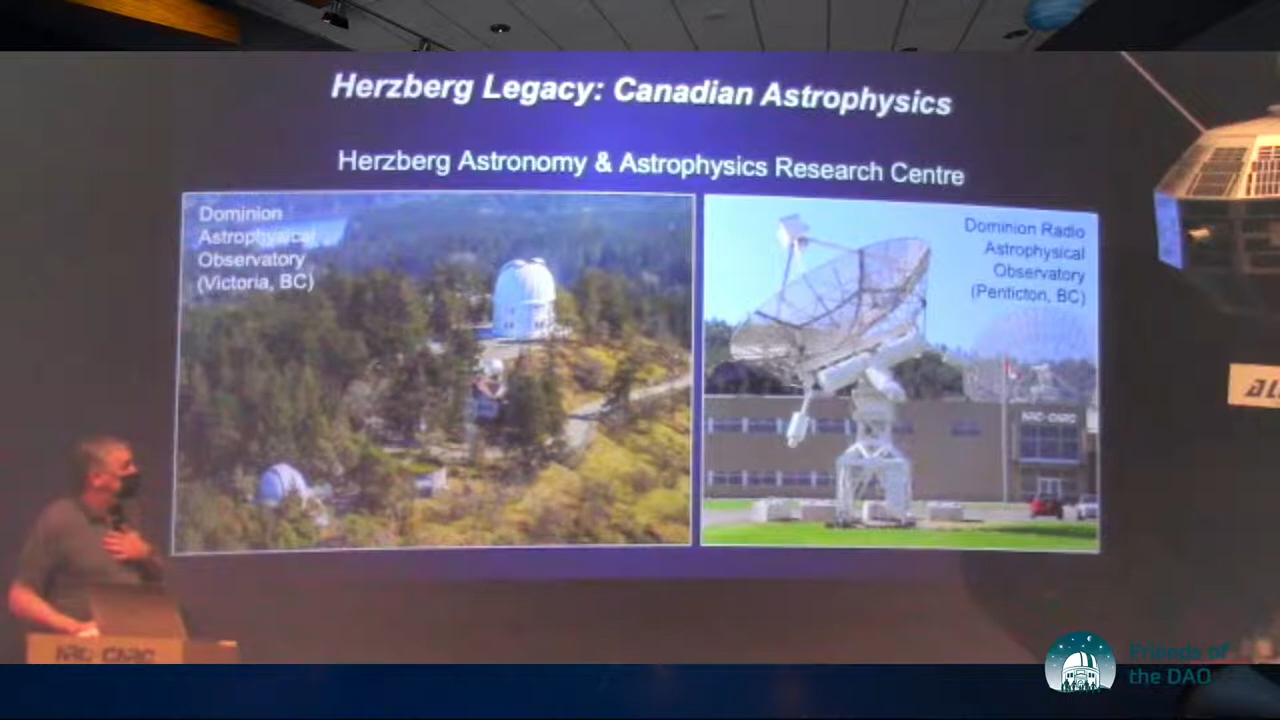 Herzberg Legacy: Canadian Astrophysics
Herzberg Astronomy & Astrophysics Research Centre
Dominion
Astrophysical
Observatory
(Victoria, BC)
Dominion Radio
Astrophysical
Observatory
(Penticton, BC)
NRC·CNRC
NRC·CNRC
Friends of
the DAO